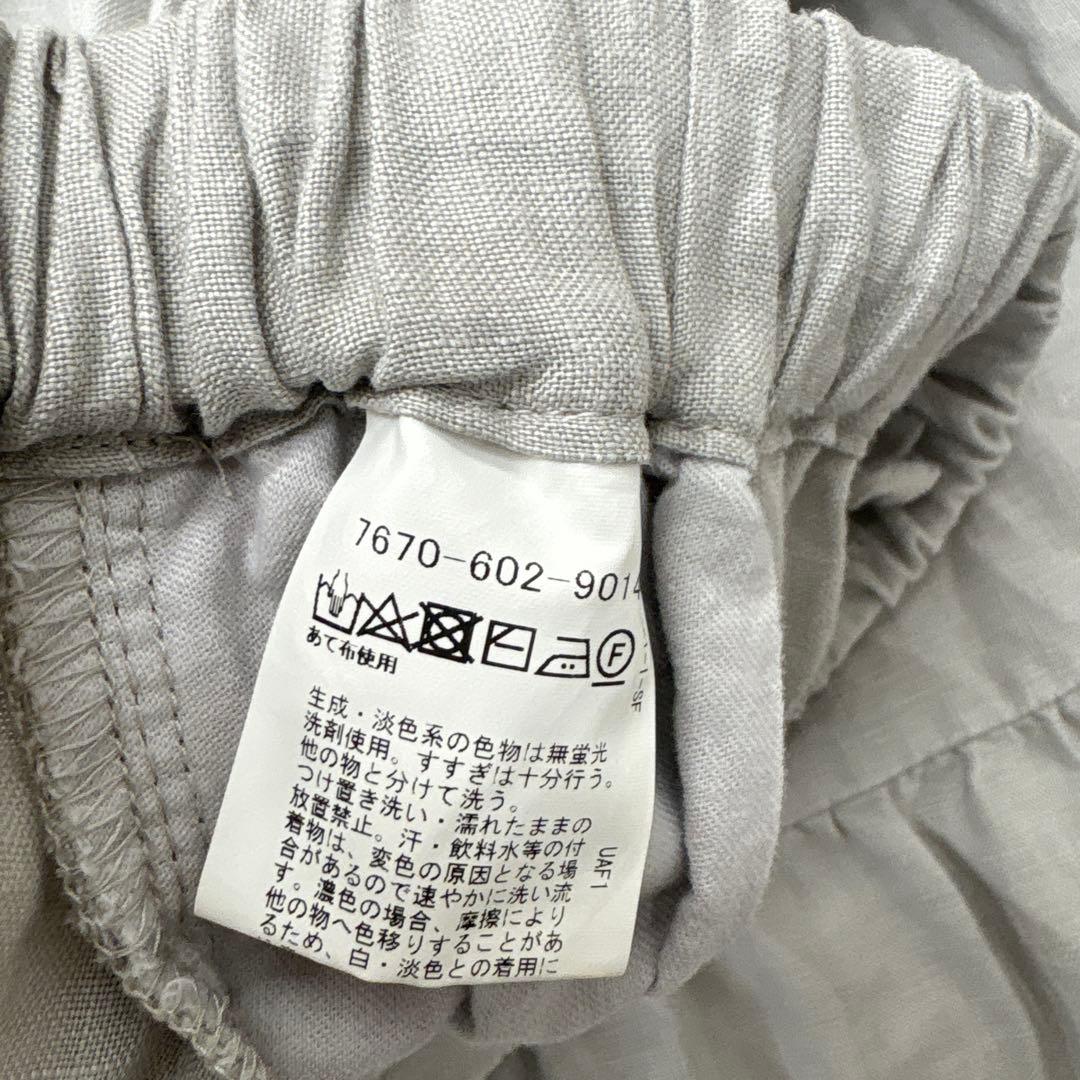 7670-602-9014
F
あて布使用
生成・淡色系の色物は無蛍光
洗剤使用。すすぎは十分行う。
他の物と分けて洗う。
つけ置き洗い・濡れたままの
放置禁止。汗・飲料水等の付
着物は、変色の原因となる場
合があるので速やかに洗い流
す。濃色の場合、摩擦により
他の物へ色移りすることがあ
るため、白・淡色との着用に
UAF1